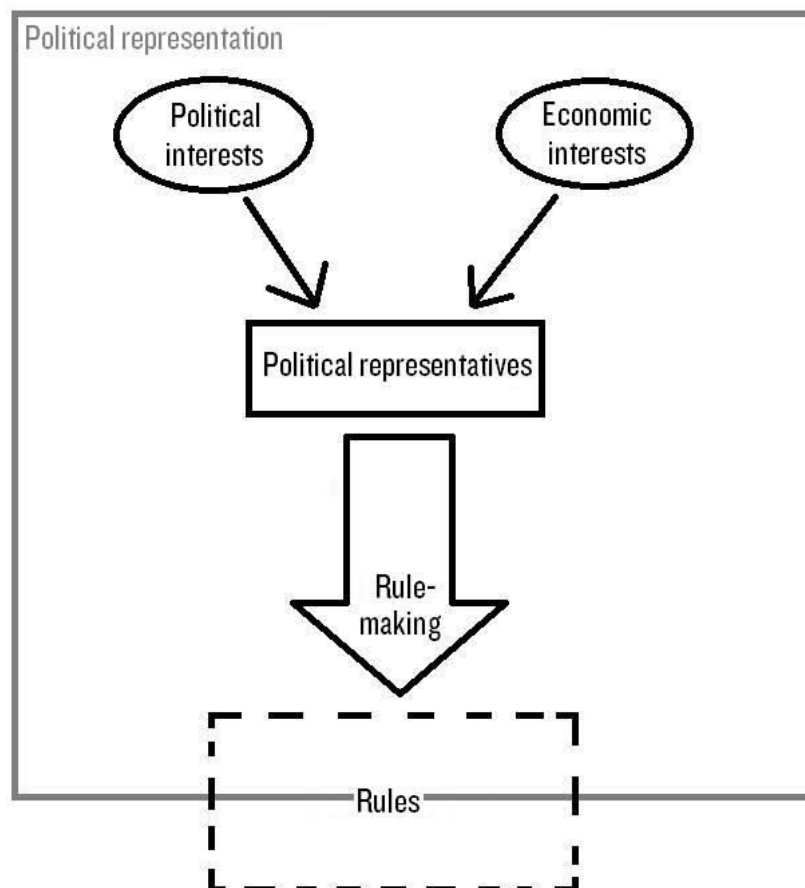 Political representation
Political
interests
Economic
interests
Political representatives
Rule-
making
Rules